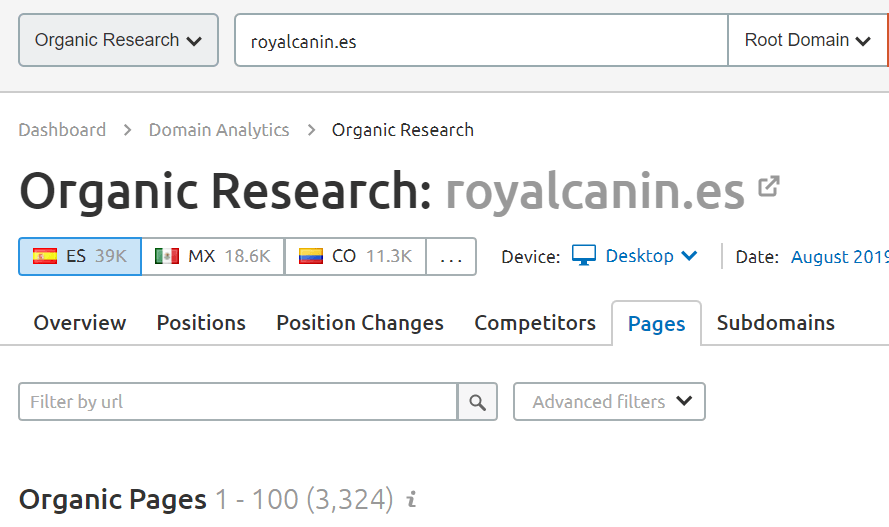 Organic Research royalcanin.es Root Domain
Dashboard > Domain Analytics > Organic Research
Organic Research: royalcanin.es
ES 39K MX 18.6K CO 11.3K ... Device: Desktop Date: August 2019
Overview Positions Position Changes Competitors Pages Subdomains
Filter by url Advanced filters
Organic Pages 1 - 100 (3,324) i